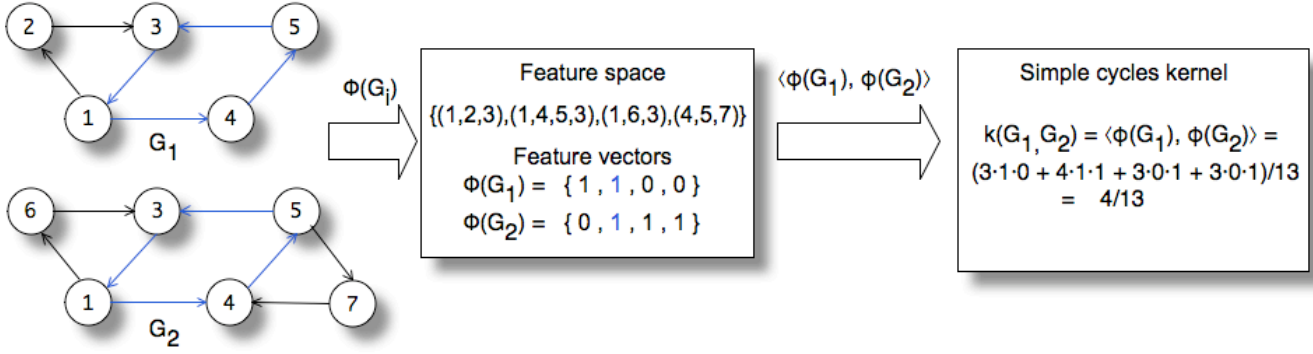 2 3 5
1 4
G1
6 3 5
1 4 7
G2
Φ(Gi)
Feature space
{(1,2,3),(1,4,5,3),(1,6,3),(4,5,7)}
Feature vectors
Φ(G1) = { 1 , 1 , 0 , 0 }
Φ(G2) = { 0 , 1 , 1 , 1 }
⟨φ(G1), φ(G2)⟩
Simple cycles kernel
k(G1,G2) = ⟨φ(G1), φ(G2)⟩ =
(3·1·0 + 4·1·1 + 3·0·1 + 3·0·1)/13
= 4/13